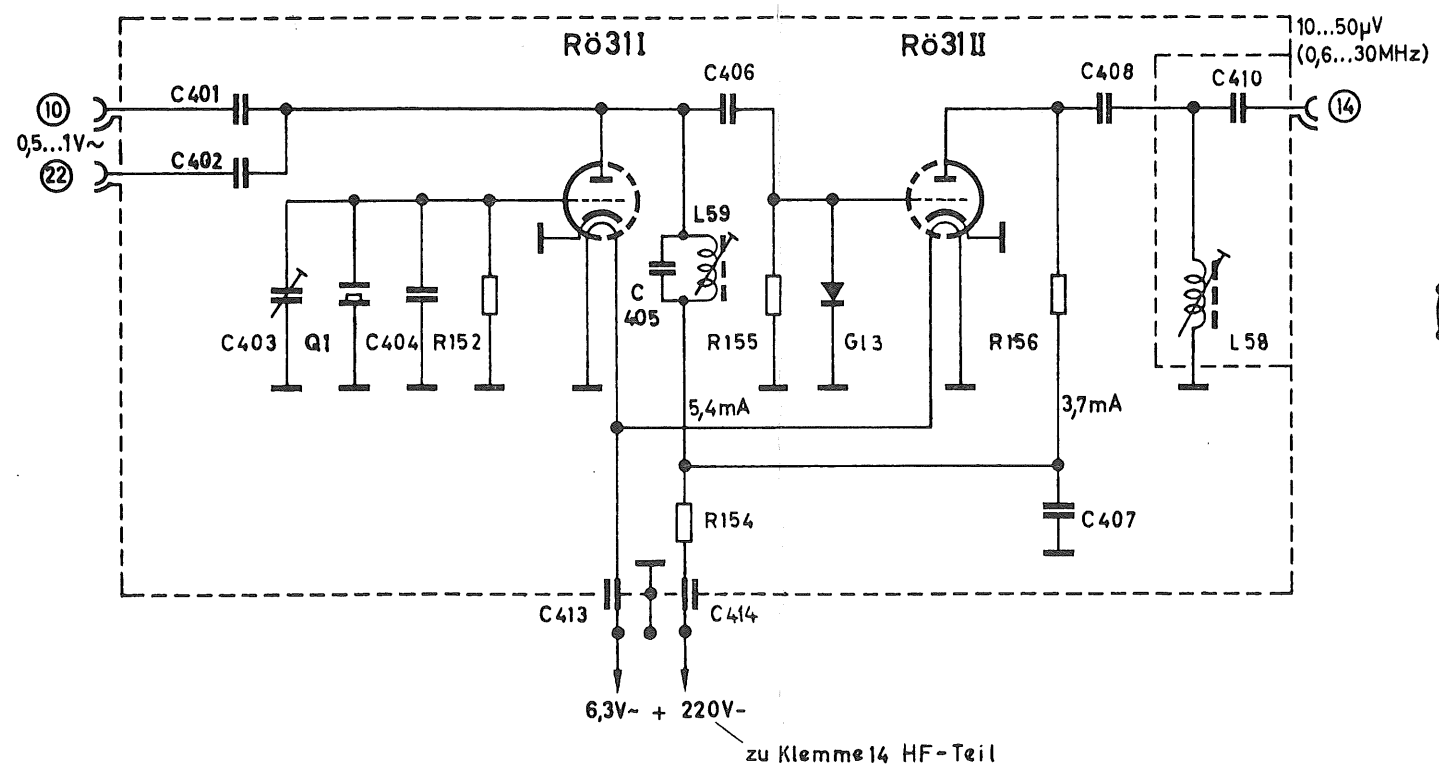 Rö31I
Rö31II
10...50µV
(0,6...30MHz)
C406
C408
C410
C401
10
14
0,5...1V~
C402
22
L59
C
405
C403
Q1
C404
R152
R155
Gl3
R156
L58
5,4mA
3,7mA
R154
C407
C413
C414
6,3V~ + 220V-
zu Klemme14 HF-Teil